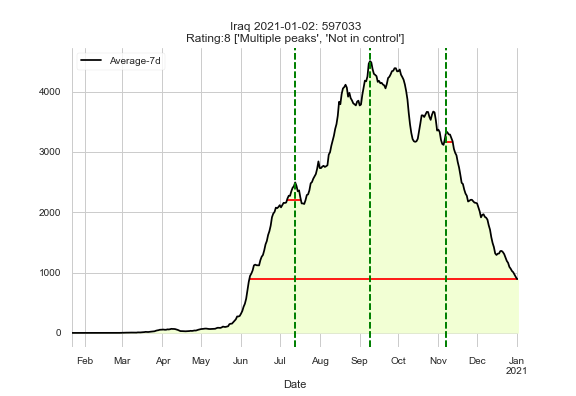 Iraq 2021-01-02: 597033
Rating:8 ['Multiple peaks', 'Not in control']
Average-7d
4000
3000
2000
1000
0
Feb Mar Apr May Jun Jul Aug Sep Oct Nov Dec Jan
2021
Date